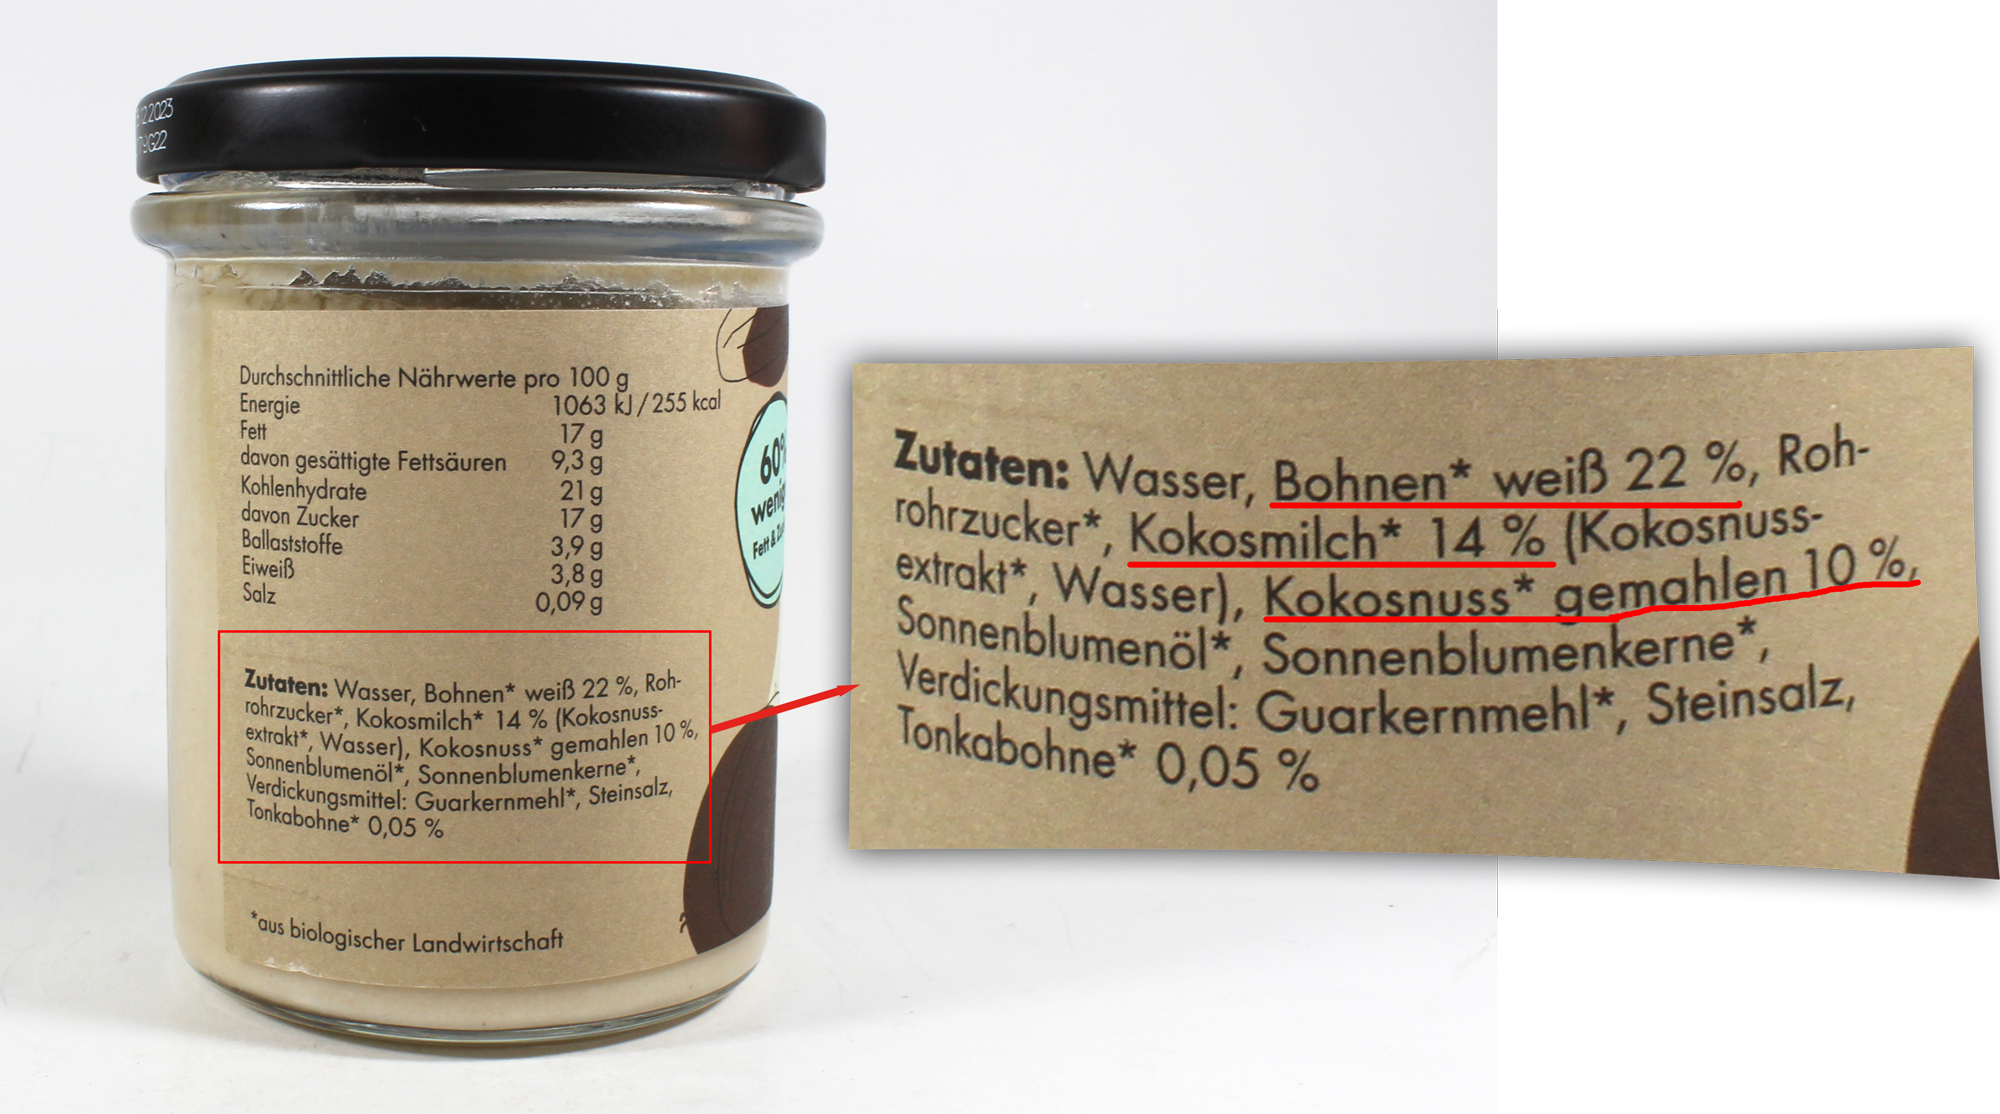 12.2023
G22
Durchschnittliche Nährwerte pro 100 g
Energie 1063 kJ / 255 kcal
Fett 17 g
davon gesättigte Fettsäuren 9,3 g
Kohlenhydrate 21 g
davon Zucker 17 g
Ballaststoffe 3,9 g
Eiweiß 3,8 g
Salz 0,09 g
60%
Fett &
Zutaten: Wasser, Bohnen* weiß 22 %, Roh-
rohrzucker*, Kokosmilch* 14 % (Kokosnuss-
extrakt*, Wasser), Kokosnuss* gemahlen 10 %,
Sonnenblumenöl*, Sonnenblumenkerne*,
Verdickungsmittel: Guarkernmehl*, Steinsalz,
Tonkabohne* 0,05 %
*aus biologischer Landwirtschaft
Zutaten: Wasser, Bohnen* weiß 22 %, Roh-
rohrzucker*, Kokosmilch* 14 % (Kokosnuss-
extrakt*, Wasser), Kokosnuss* gemahlen 10 %,
Sonnenblumenöl*, Sonnenblumenkerne*,
Verdickungsmittel: Guarkernmehl*, Steinsalz,
Tonkabohne* 0,05 %